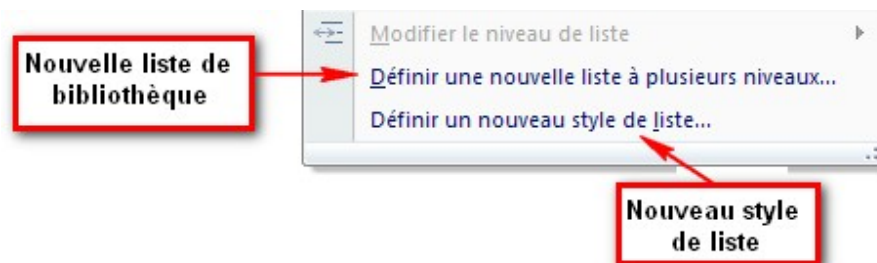 Modifier le niveau de liste
Nouvelle liste de
bibliothèque
Définir une nouvelle liste à plusieurs niveaux...
Définir un nouveau style de liste...
Nouveau style
de liste